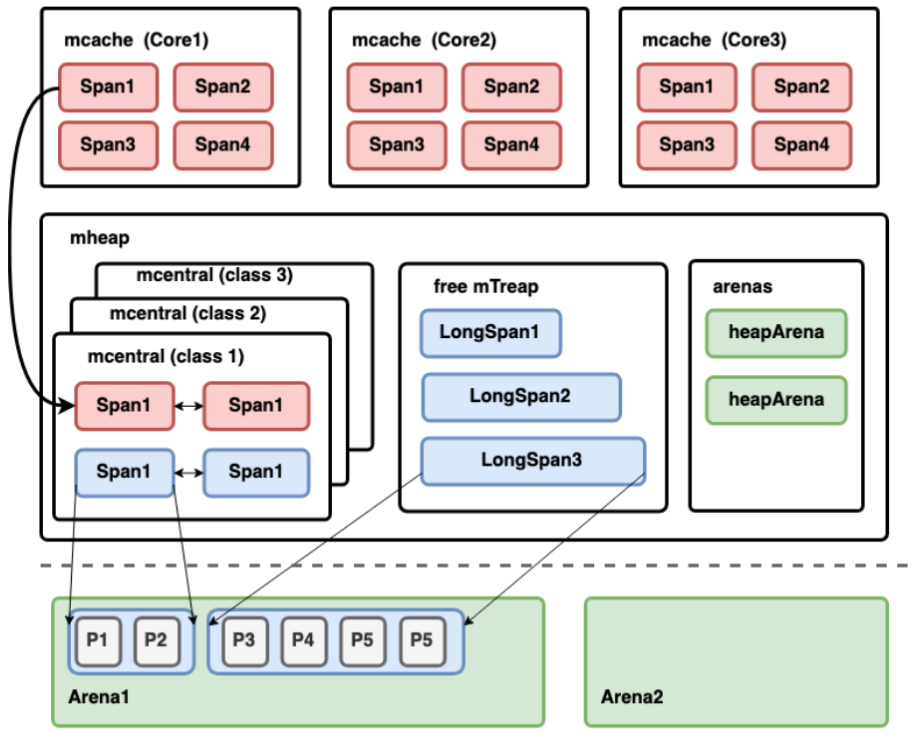 mcache (Core1)
Span1 Span2
Span3 Span4
mcache (Core2)
Span1 Span2
Span3 Span4
mcache (Core3)
Span1 Span2
Span3 Span4
mheap
mcentral (class 3)
mcentral (class 2)
mcentral (class 1)
Span1 Span1
Span1 Span1
free mTreap
LongSpan1
LongSpan2
LongSpan3
arenas
heapArena
heapArena
P1 P2 P3 P4 P5 P5
Arena1
Arena2